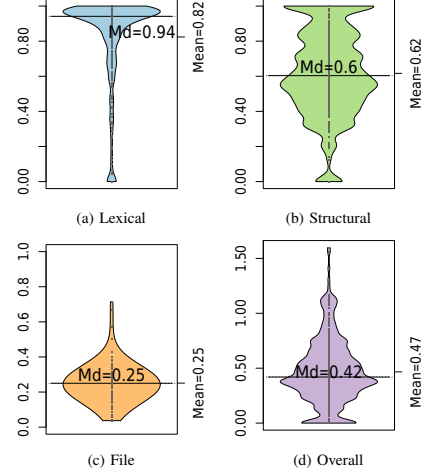 0.80
0.40
0.00
Md=0.94
Mean=0.82
(a) Lexical
0.80
0.40
0.00
Md=0.6
Mean=0.62
(b) Structural
1.0
0.8
0.6
0.4
0.2
0.0
Md=0.25
Mean=0.25
(c) File
1.50
1.00
0.50
0.00
Md=0.42
Mean=0.47
(d) Overall